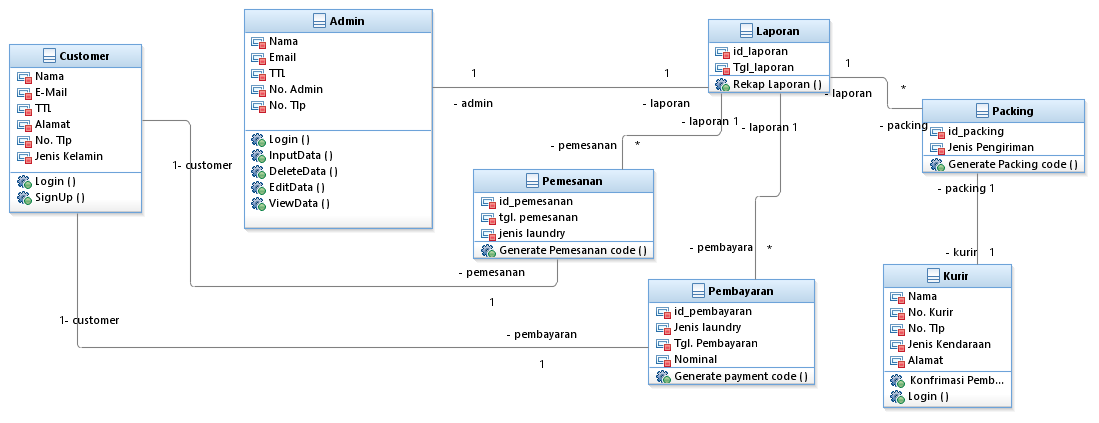 Customer
Nama
E-Mail
TTL
Alamat
No. Tlp
Jenis Kelamin
Login ()
SignUp ()
Admin
Nama
Email
TTL
No. Admin
No. Tlp
Login ()
InputData ()
DeleteData ()
EditData ()
ViewData ()
1
1
- admin
- laporan
Laporan
id_laporan
Tgl_laporan
Rekap Laporan ()
1
*
- laporan
- packing
Packing
id_packing
Jenis Pengiriman
Generate Packing code ()
- packing 1
- kurir 1
Kurir
Nama
No. Kurir
No. Tlp
Jenis Kendaraan
Alamat
Konfrimasi Pemb...
Login ()
- laporan 1
- laporan 1
- pemesanan *
1- customer
Pemesanan
id_pemesanan
tgl. pemesanan
jenis laundry
Generate Pemesanan code ()
- pemesanan
1
- pembayara *
Pembayaran
id_pembayaran
Jenis laundry
Tgl. Pembayaran
Nominal
Generate payment code ()
1- customer
- pembayaran
1